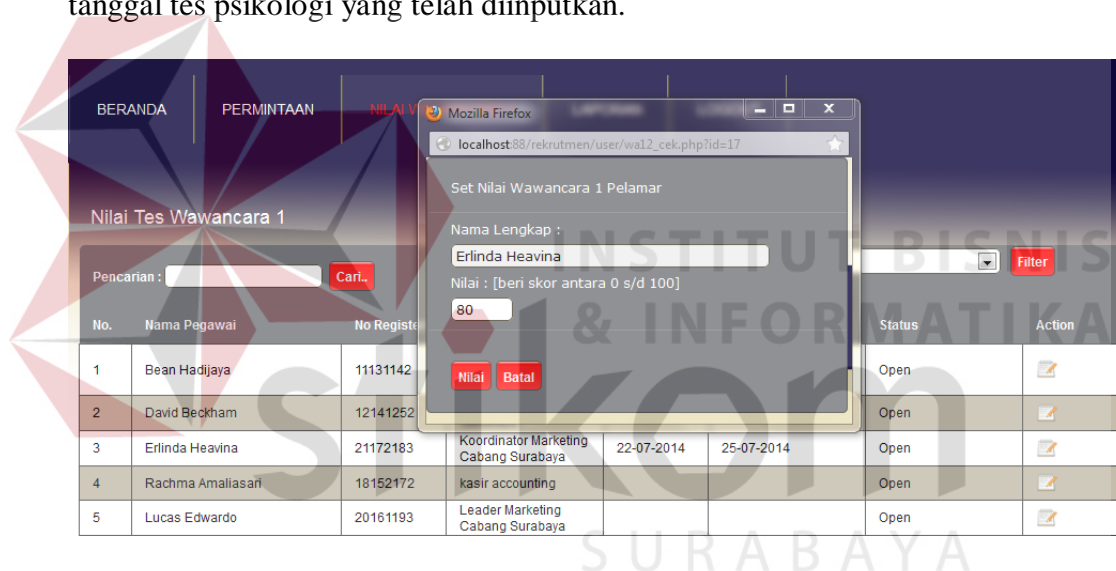 tanggal tes psikologi yang telah diinputkan.
BERANDA PERMINTAAN NILAI W
Mozilla Firefox
localhost:88/rekrutmen/user/wa12_cek.php?id=17
Set Nilai Wawancara 1 Pelamar
Nilai Tes Wawancara 1
Nama Lengkap :
Erlinda Heavina
Pencarian : Cari.. Filter
Nilai : [beri skor antara 0 s/d 100]
80
No. Nama Pegawai No Registe Status Action
Nilai Batal
1 Bean Hadijaya 11131142 Open
2 David Beckham 12141252 Open
3 Erlinda Heavina 21172183 Koordinator Marketing Cabang Surabaya 22-07-2014 25-07-2014 Open
4 Rachma Amaliasari 18152172 kasir accounting Open
5 Lucas Edwardo 20161193 Leader Marketing Cabang Surabaya Open
INSTITUT BISNIS
& INFORMATIKA
stikom
SURABAYA